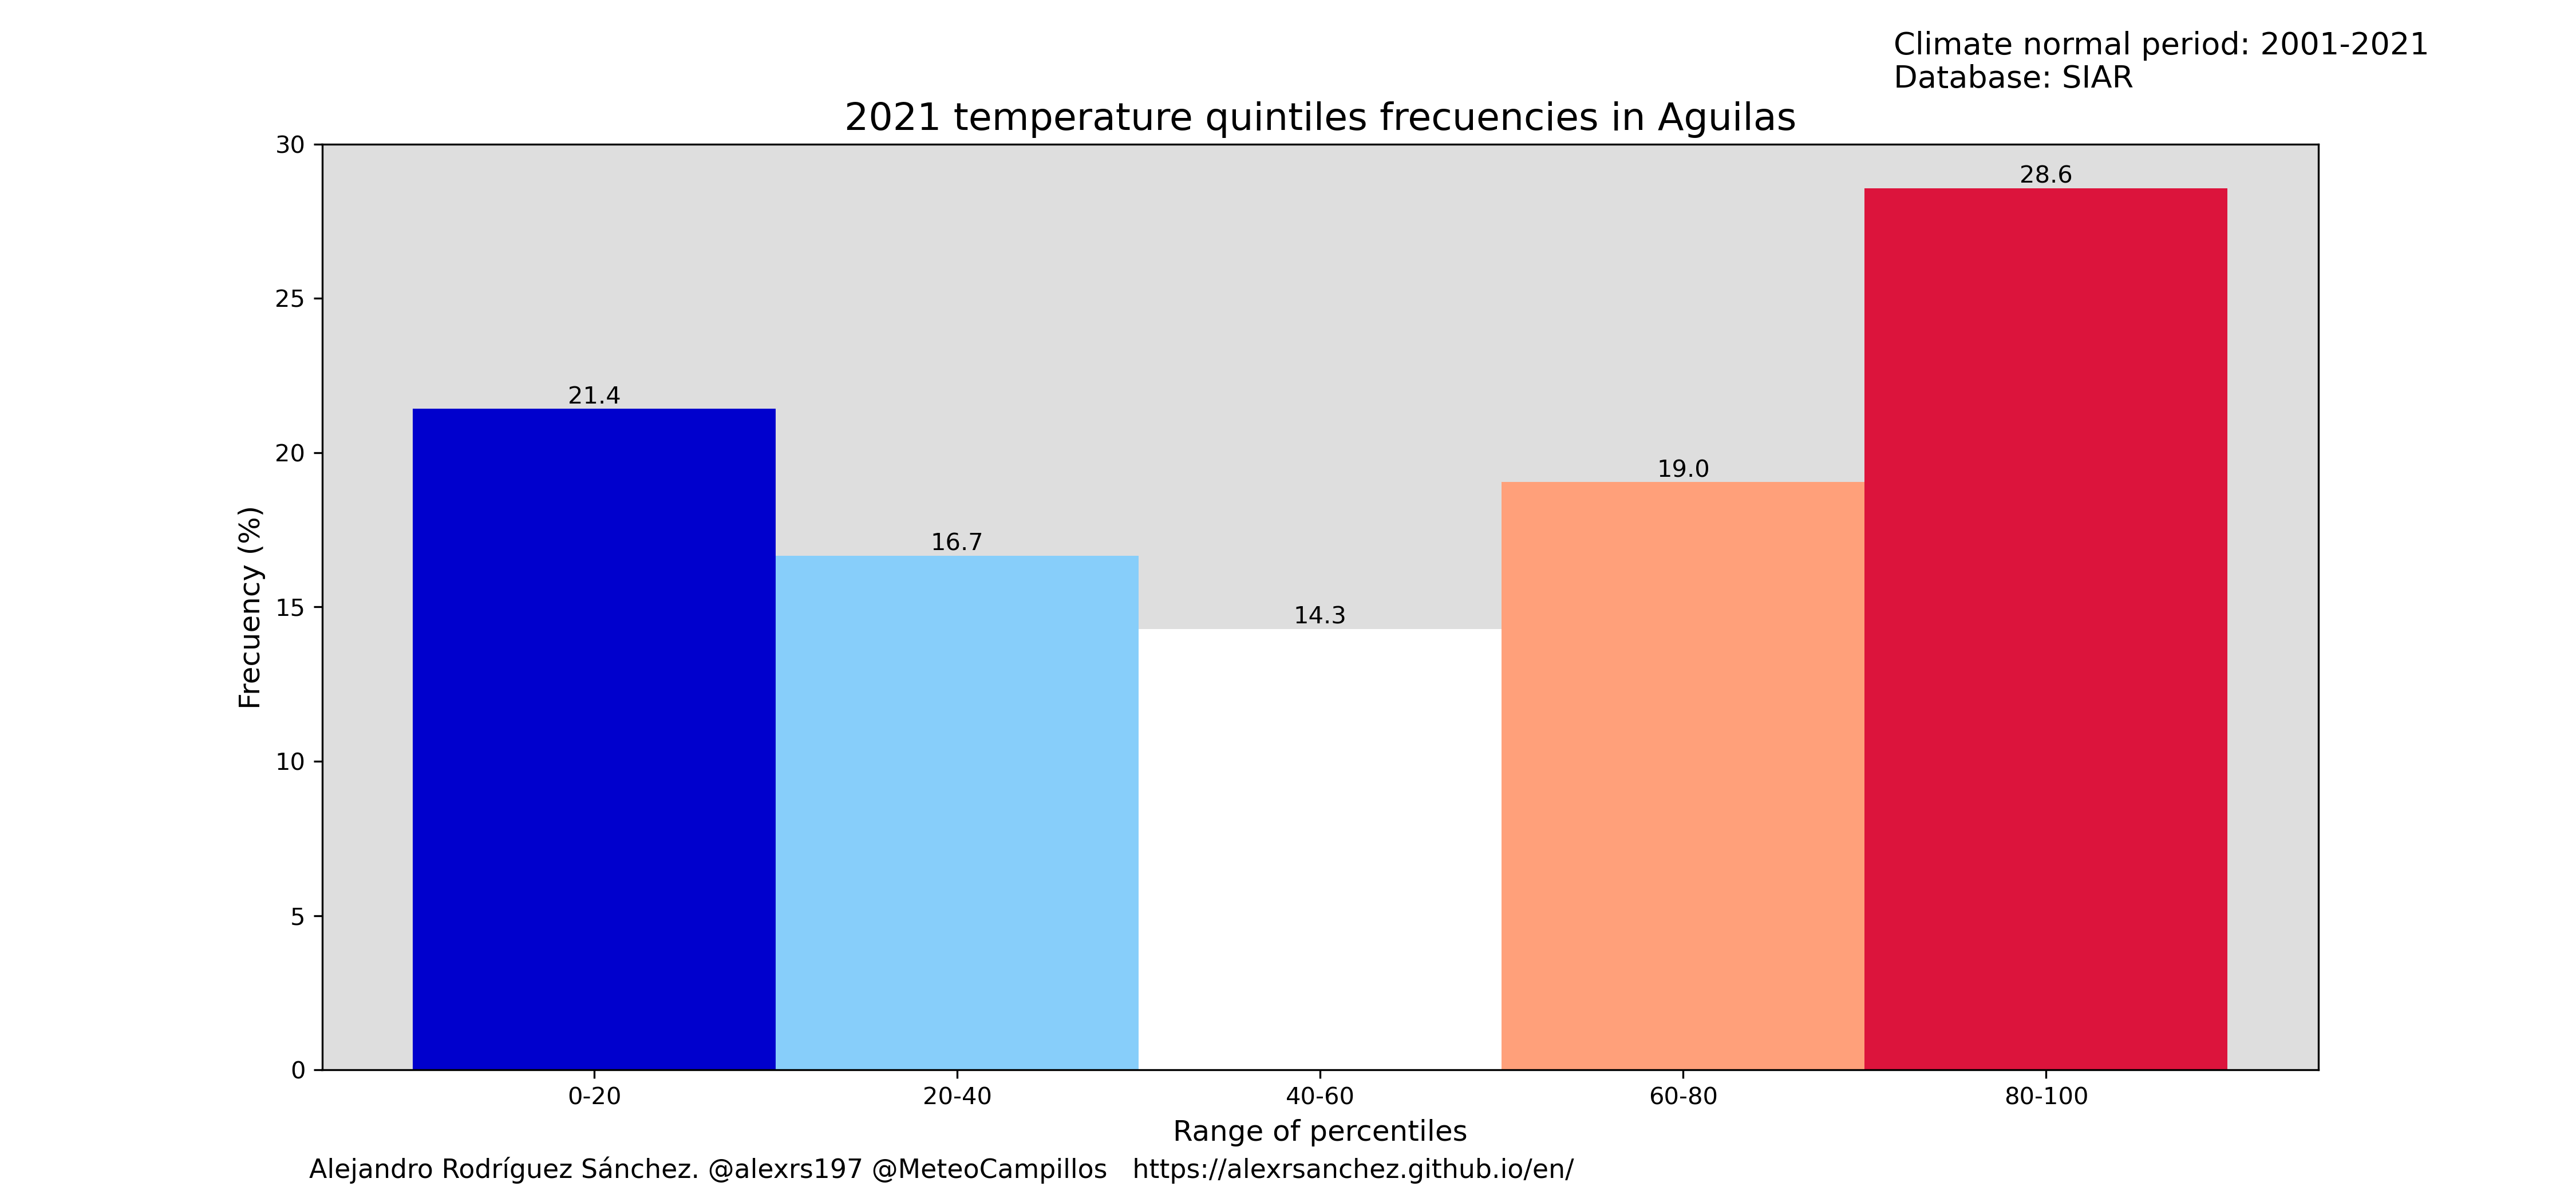 Climate normal period: 2001-2021
Database: SIAR
2021 temperature quintiles frecuencies in Aguilas
30
25
20
15
10
5
0
Frecuency (%)
21.4
16.7
14.3
19.0
28.6
0-20
20-40
40-60
60-80
80-100
Range of percentiles
Alejandro Rodríguez Sánchez. @alexrs197 @MeteoCampillos https://alexrsanchez.github.io/en/